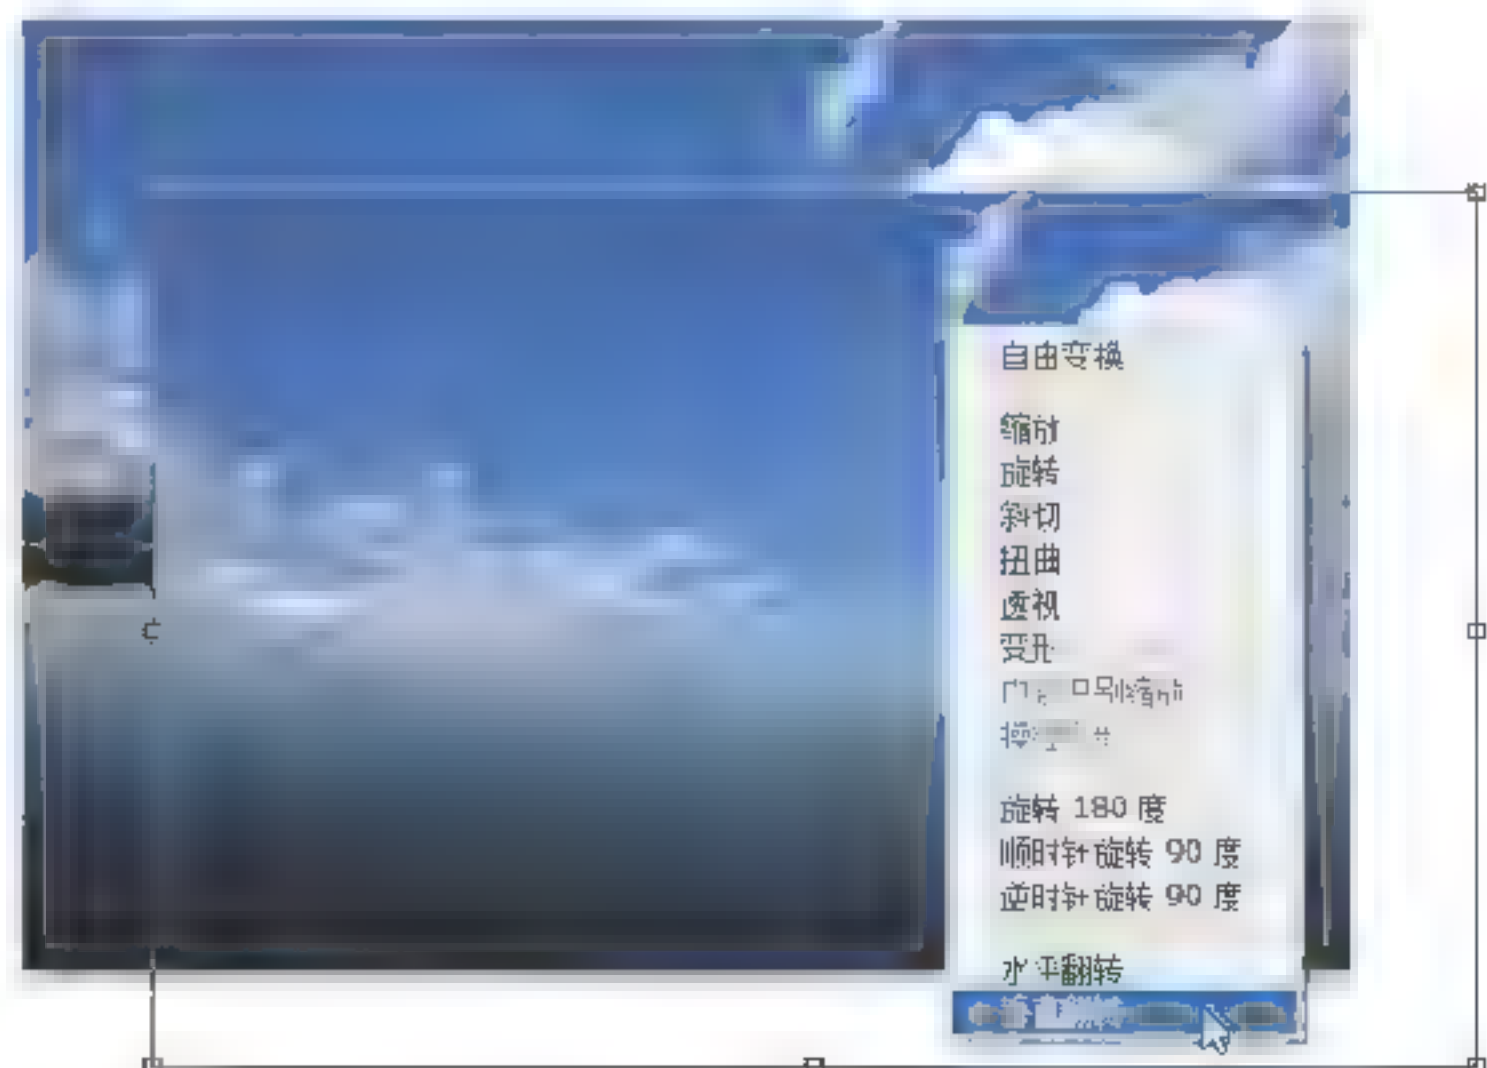 自由变换
缩放
旋转
斜切
扭曲
透视
变形
旋转 180 度
顺时针旋转 90 度
逆时针旋转 90 度
水平翻转